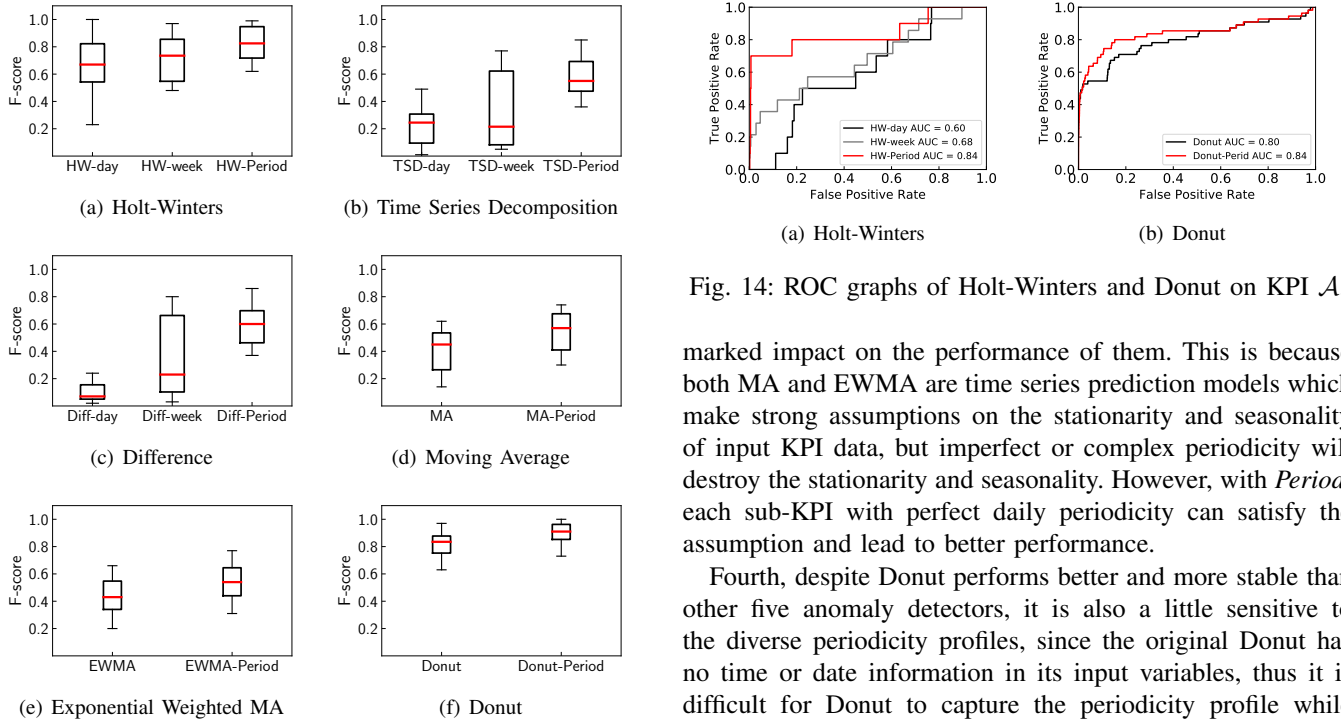 F-score
1.0
0.8
0.6
0.4
0.2
HW-day HW-week HW-Period
(a) Holt-Winters
F-score
1.0
0.8
0.6
0.4
0.2
TSD-day TSD-week TSD-Period
(b) Time Series Decomposition
F-score
1.0
0.8
0.6
0.4
0.2
Diff-day Diff-week Diff-Period
(c) Difference
F-score
1.0
0.8
0.6
0.4
0.2
MA MA-Period
(d) Moving Average
F-score
1.0
0.8
0.6
0.4
0.2
EWMA EWMA-Period
(e) Exponential Weighted MA
F-score
1.0
0.8
0.6
0.4
0.2
Donut Donut-Period
(f) Donut
True Positive Rate
1.0
0.8
0.6
0.4
0.2
0.0
HW-day AUC = 0.60
HW-week AUC = 0.68
HW-Period AUC = 0.84
0.0 0.2 0.4 0.6 0.8 1.0
False Positive Rate
(a) Holt-Winters
True Positive Rate
1.0
0.8
0.6
0.4
0.2
0.0
Donut AUC = 0.80
Donut-Perid AUC = 0.84
0.0 0.2 0.4 0.6 0.8 1.0
False Positive Rate
(b) Donut
Fig. 14: ROC graphs of Holt-Winters and Donut on KPI 𝒜
marked impact on the performance of them. This is becaus
both MA and EWMA are time series prediction models which
make strong assumptions on the stationarity and seasonality
of input KPI data, but imperfect or complex periodicity wil
destroy the stationarity and seasonality. However, with Period
each sub-KPI with perfect daily periodicity can satisfy the
assumption and lead to better performance.
Fourth, despite Donut performs better and more stable than
other five anomaly detectors, it is also a little sensitive to
the diverse periodicity profiles, since the original Donut ha
no time or date information in its input variables, thus it i
difficult for Donut to capture the periodicity profile whil